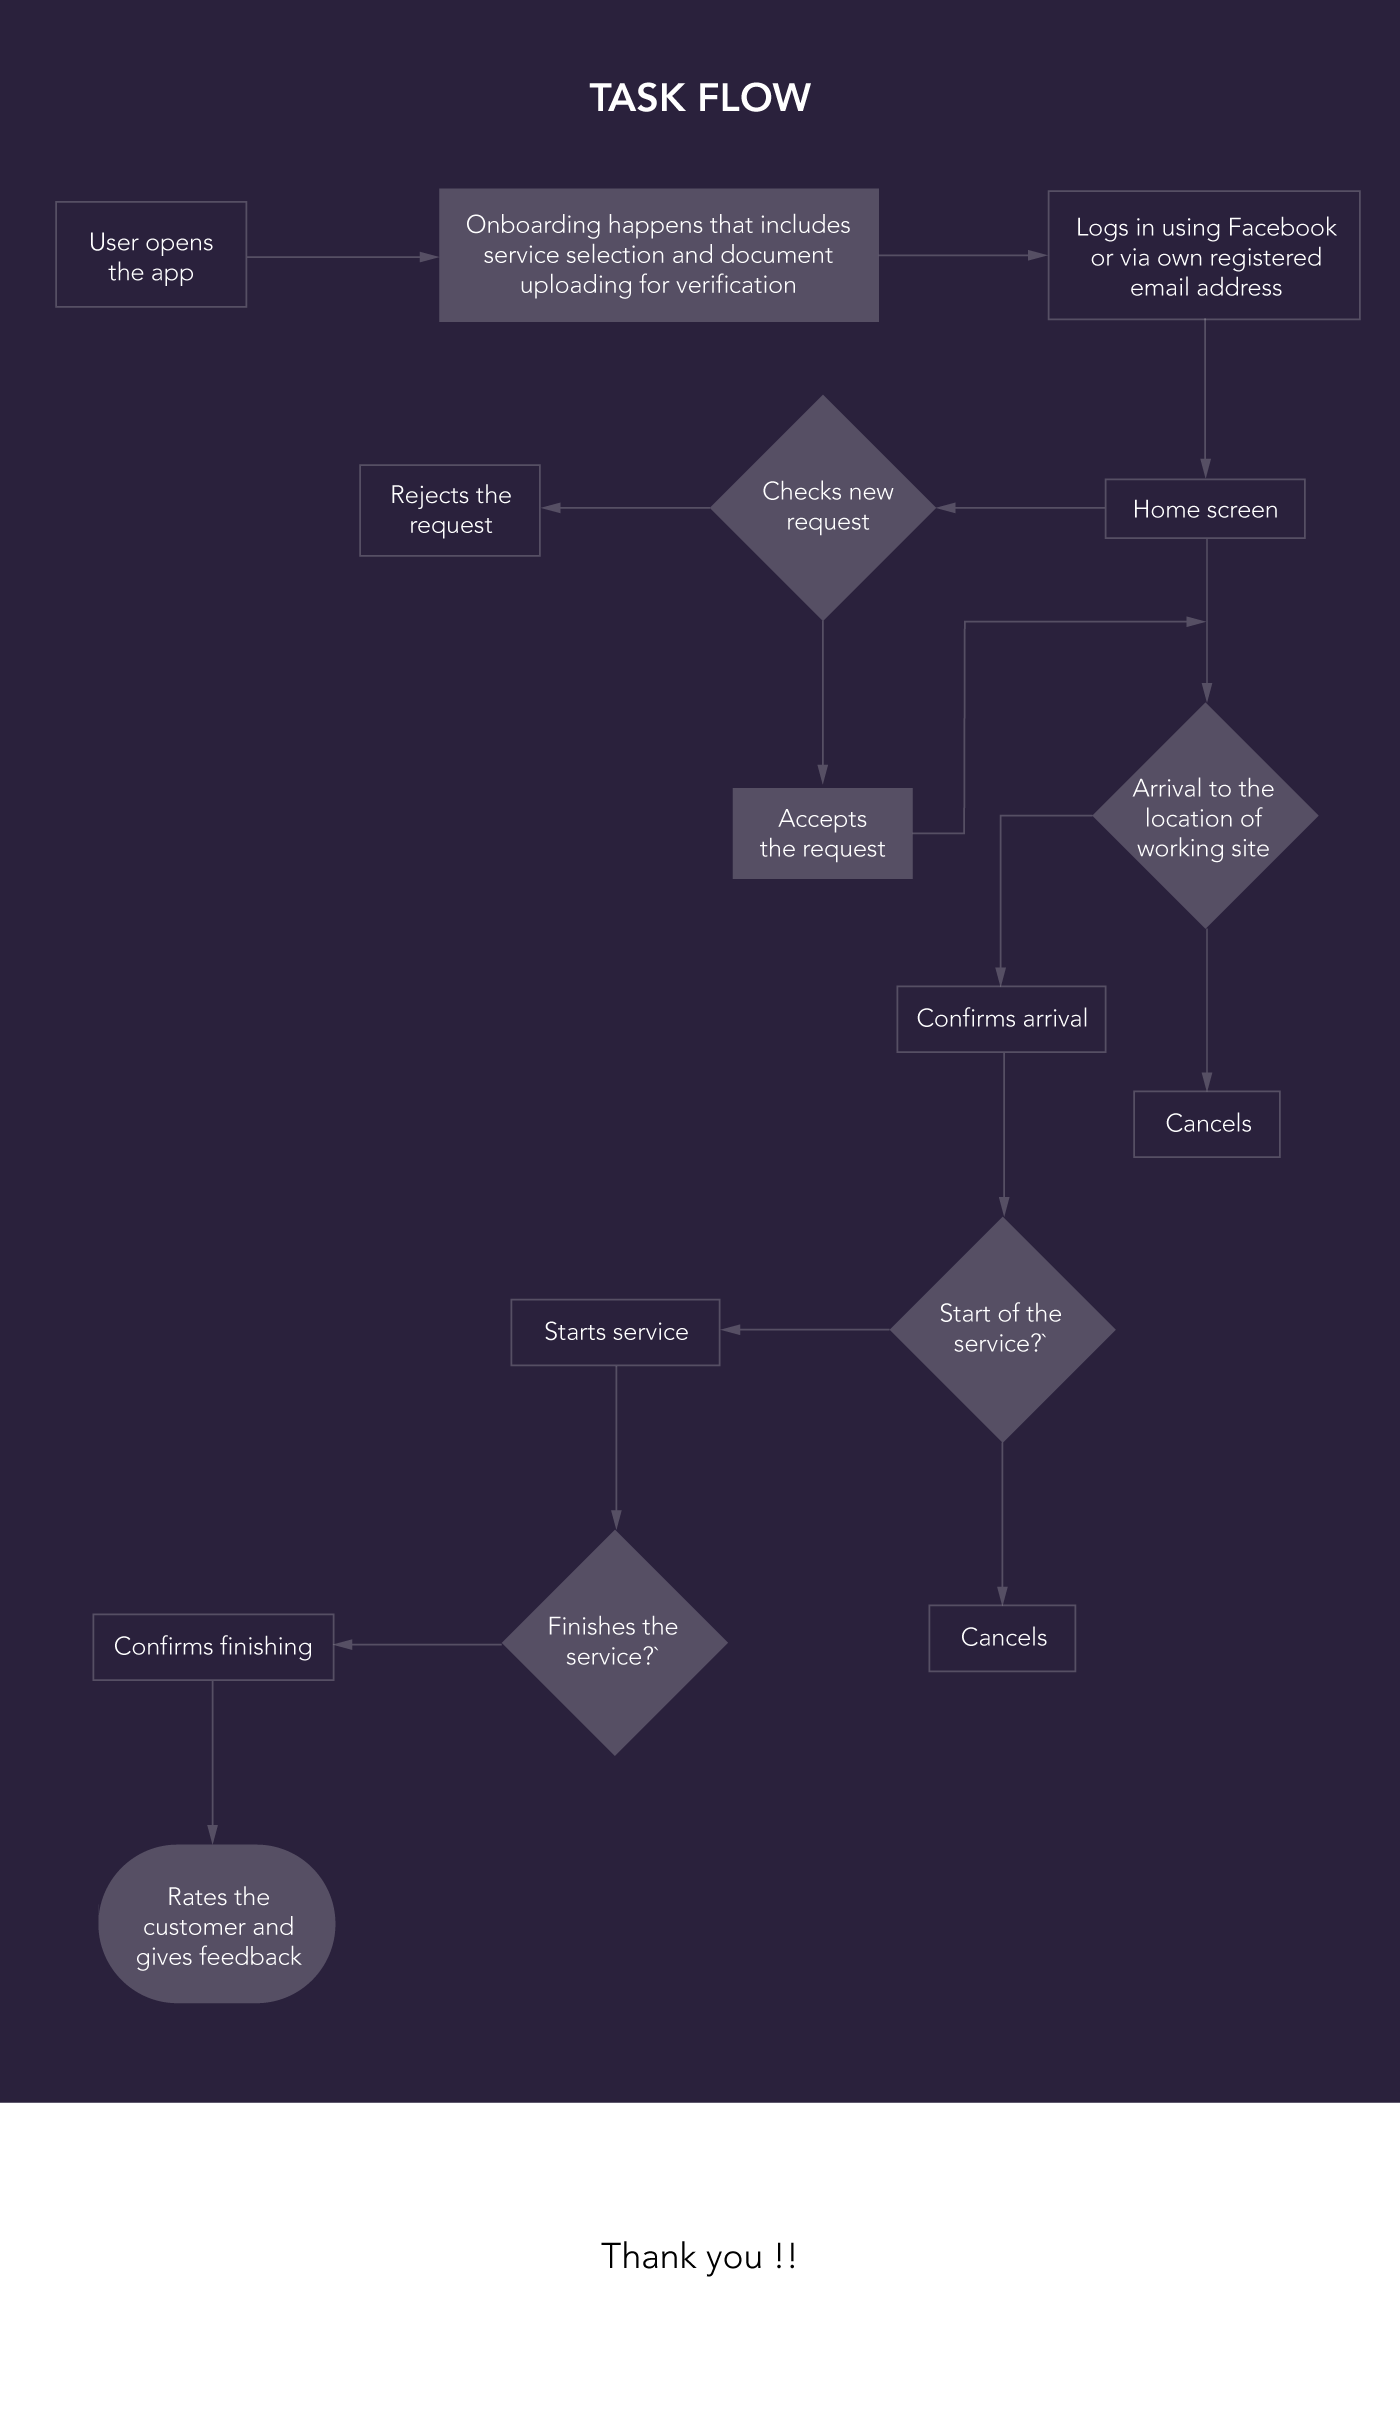 TASK FLOW
User opens
the app
Onboarding happens that includes
service selection and document
uploading for verification
Logs in using Facebook
or via own registered
email address
Rejects the
request
Checks new
request
Home screen
Accepts
the request
Arrival to the
location of
working site
Confirms arrival
Cancels
Starts service
Start of the
service?`
Confirms finishing
Finishes the
service?`
Cancels
Rates the
customer and
gives feedback
Thank you !!